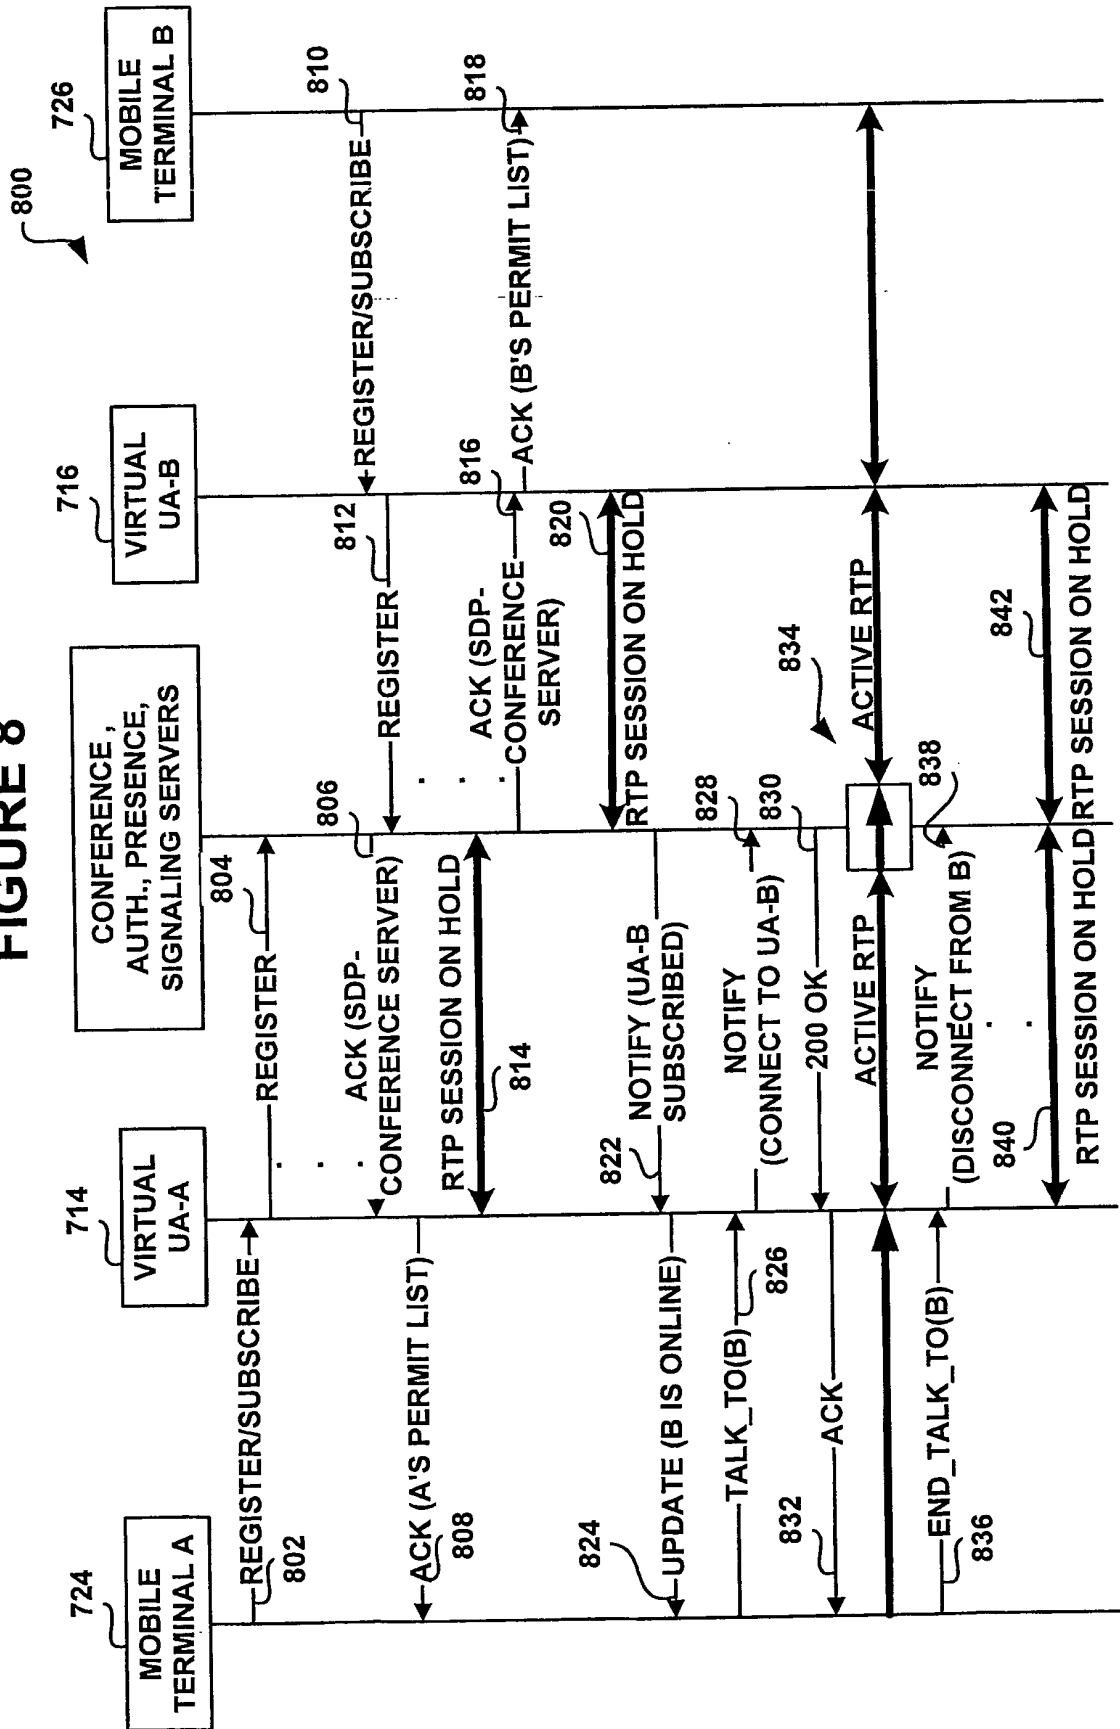 FIGURE 8
800
724
MOBILE
TERMINAL A
714
VIRTUAL
UA-A
CONFERENCE,
AUTH., PRESENCE,
SIGNALING SERVERS
716
VIRTUAL
UA-B
726
MOBILE
TERMINAL B
REGISTER/SUBSCRIBE
802
REGISTER
804
. . .
ACK (SDP-
CONFERENCE SERVER)
806
ACK (A'S PERMIT LIST)
808
REGISTER/SUBSCRIBE
810
REGISTER
812
. . .
RTP SESSION ON HOLD
814
ACK (SDP-
CONFERENCE
SERVER)
816
ACK (B'S PERMIT LIST)
818
820
RTP SESSION ON HOLD
NOTIFY (UA-B
SUBSCRIBED)
822
UPDATE (B IS ONLINE)
824
TALK_TO(B)
826
NOTIFY
(CONNECT TO UA-B)
828
200 OK
830
ACK
832
ACTIVE RTP
ACTIVE RTP
834
END_TALK_TO(B)
836
NOTIFY
(DISCONNECT FROM B)
838
. . .
840
RTP SESSION ON HOLD
842
RTP SESSION ON HOLD